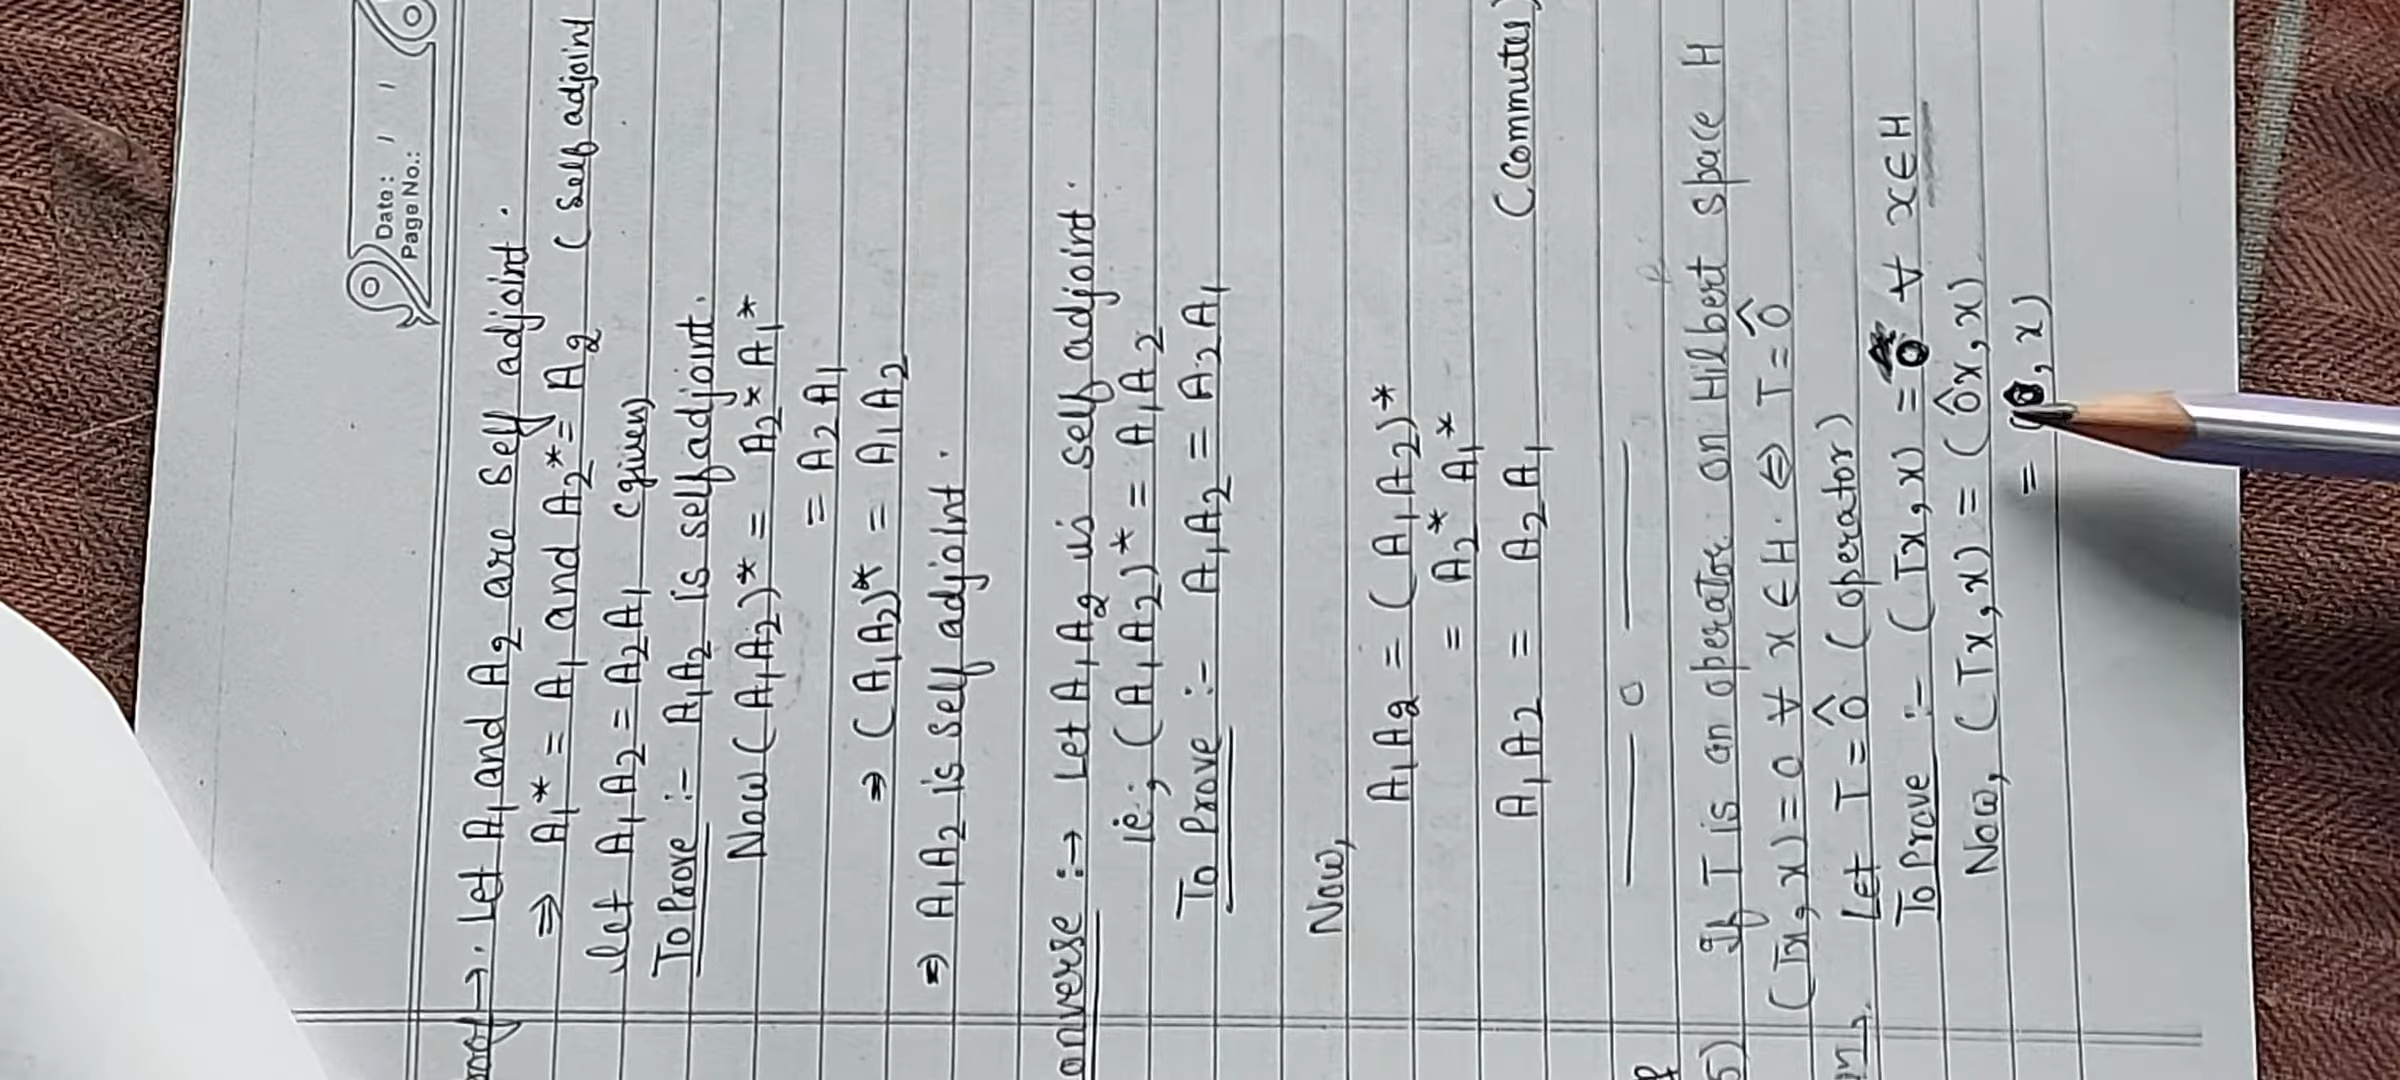 Date: / /
Page No.:
→. Let A₁ and A₂ are self adjoint.
⇒ A₁* = A₁ and A₂* = A₂ (self adjoint
let A₁A₂ = A₂A₁ (given)
To Prove :- A₁A₂ is self adjoint.
Now (A₁A₂)* = A₂* A₁*
= A₂A₁
⇒ (A₁A₂)* = A₁A₂
⇒ A₁A₂ is self adjoint.
onverse :→ Let A₁A₂ is self adjoint.
ie; (A₁A₂)* = A₁A₂
To Prove :- A₁A₂ = A₂A₁
Now,
A₁A₂ = (A₁A₂)*
= A₂* A₁*
A₁A₂ = A₂A₁ (Commutes)
— o —
5) If T is an operator on Hilbert space H
(Tx,x)=0 ∀ x∈H. ⇔ T=Ô
Let T=Ô (operator)
To Prove :- (Tx,x) = 0 ∀ x∈H
Now, (Tx,x) = (Ôx,x)
= (0,x)